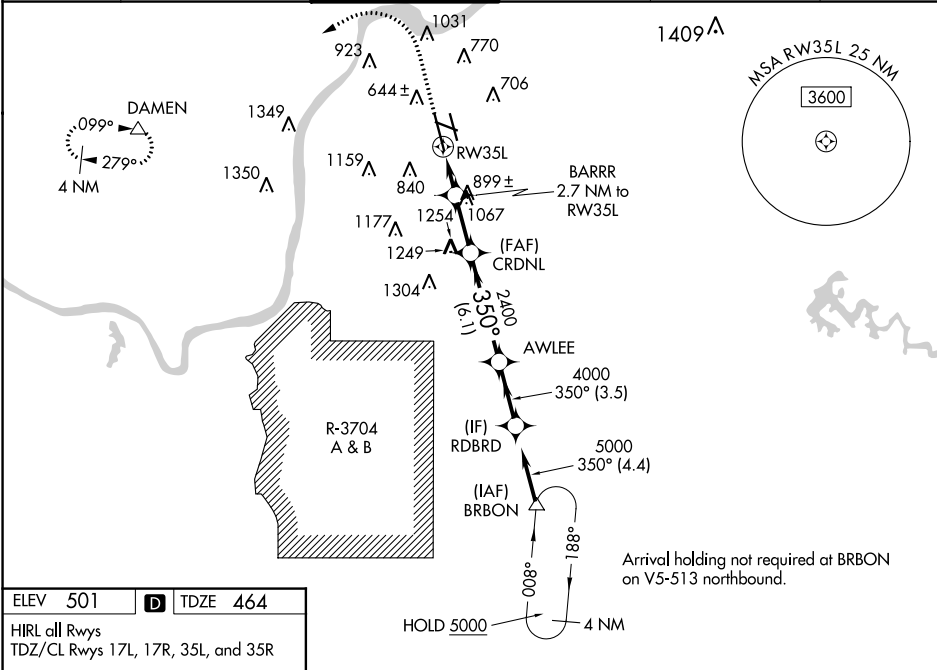 1031
1409
770
923
MSA RW35L 25 NM
3600
644 ±
706
DAMEN
099°
279°
4 NM
1349
RW35L
1350
1159
840
899 ±
BARRR
2.7 NM to
RW35L
1254
1067
1177
1249
(FAF)
CRDNL
1304
2400
350°
(6.1)
AWLEE
4000
350° (3.5)
R-3704
A & B
(IF)
RDBRD
5000
350° (4.4)
(IAF)
BRBON
008°
188°
Arrival holding not required at BRBON
on V5-513 northbound.
HOLD 5000
4 NM
ELEV 501 D TDZE 464
HIRL all Rwys
TDZ/CL Rwys 17L, 17R, 35L, and 35R